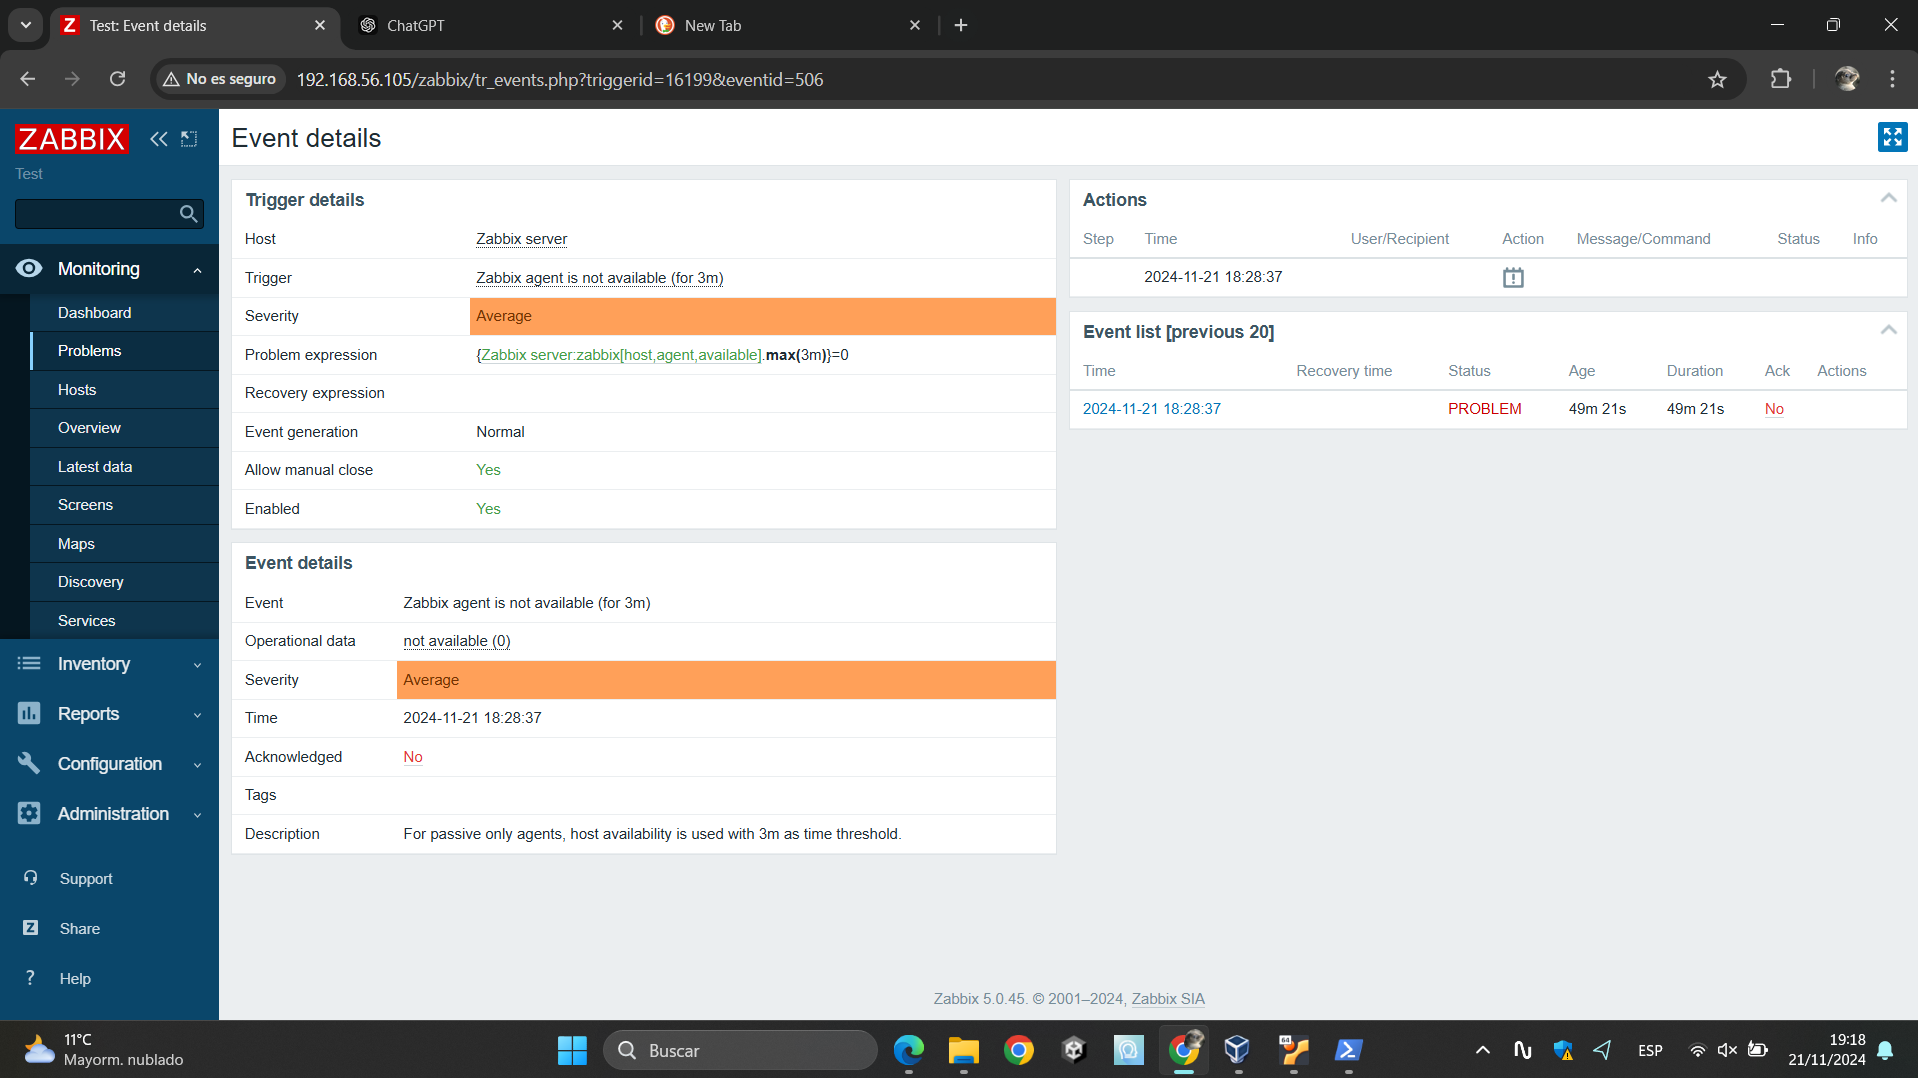 Test: Event details
ChatGPT
New Tab
No es seguro
192.168.56.105/zabbix/tr_events.php?triggerid=16199&eventid=506
ZABBIX
Test
Monitoring
Dashboard
Problems
Hosts
Overview
Latest data
Screens
Maps
Discovery
Services
Inventory
Reports
Configuration
Administration
Support
Share
Help
Event details
Trigger details
Host Zabbix server
Trigger Zabbix agent is not available (for 3m)
Severity Average
Problem expression {Zabbix server:zabbix[host,agent,available].max(3m)}=0
Recovery expression
Event generation Normal
Allow manual close Yes
Enabled Yes
Event details
Event Zabbix agent is not available (for 3m)
Operational data not available (0)
Severity Average
Time 2024-11-21 18:28:37
Acknowledged No
Tags
Description For passive only agents, host availability is used with 3m as time threshold.
Actions
Step Time User/Recipient Action Message/Command Status Info
2024-11-21 18:28:37
Event list [previous 20]
Time Recovery time Status Age Duration Ack Actions
2024-11-21 18:28:37 PROBLEM 49m 21s 49m 21s No
Zabbix 5.0.45. © 2001–2024, Zabbix SIA
11°C
Mayorm. nublado
Buscar
64
ESP
19:18
21/11/2024